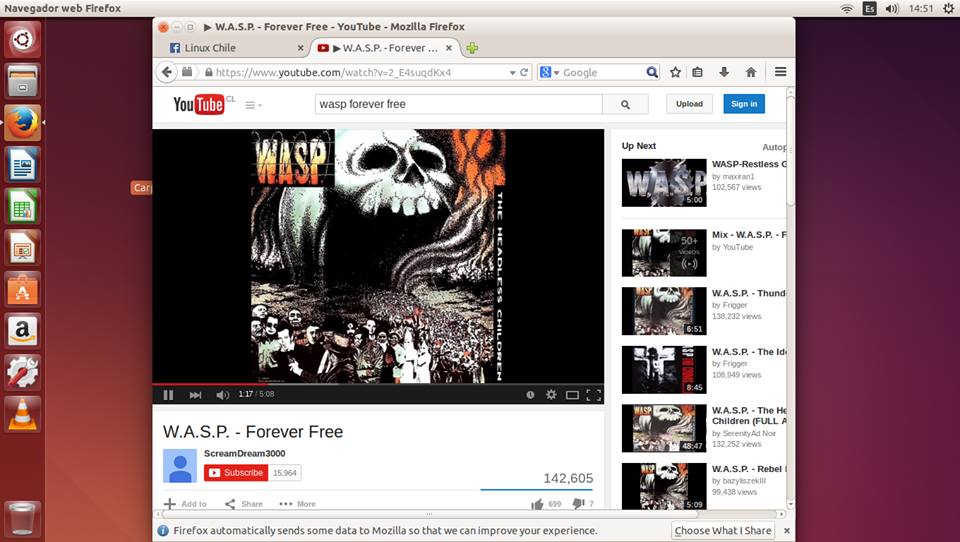 Navegador web Firefox
Es
14:51
▶ W.A.S.P. - Forever Free - YouTube - Mozilla Firefox
Linux Chile
▶ W.A.S.P. - Forever ...
https://www.youtube.com/watch?v=2_E4suqdKx4
Google
YouTube CL
wasp forever free
Upload
Sign in
Carp
WASP
THE HEADLESS CHILDREN
Up Next
Autop
WASP-Restless G
by maxiran1
102,567 views
5:00
Mix - W.A.S.P. - F
by YouTube
50+
VIDEOS
W.A.S.P. - Thund
by Frigger
138,232 views
6:51
W.A.S.P. - The Ido
by Frigger
108,949 views
8:45
W.A.S.P. - The He
Children (FULL A
by SerenityAd Noir
132,252 views
48:47
W.A.S.P. - Rebel
by bazyliszekIII
99,438 views
5:09
1:17 / 5:08
W.A.S.P. - Forever Free
ScreamDream3000
Subscribe
15,964
142,605
Add to
Share
More
699
7
Firefox automatically sends some data to Mozilla so that we can improve your experience.
Choose What I Share